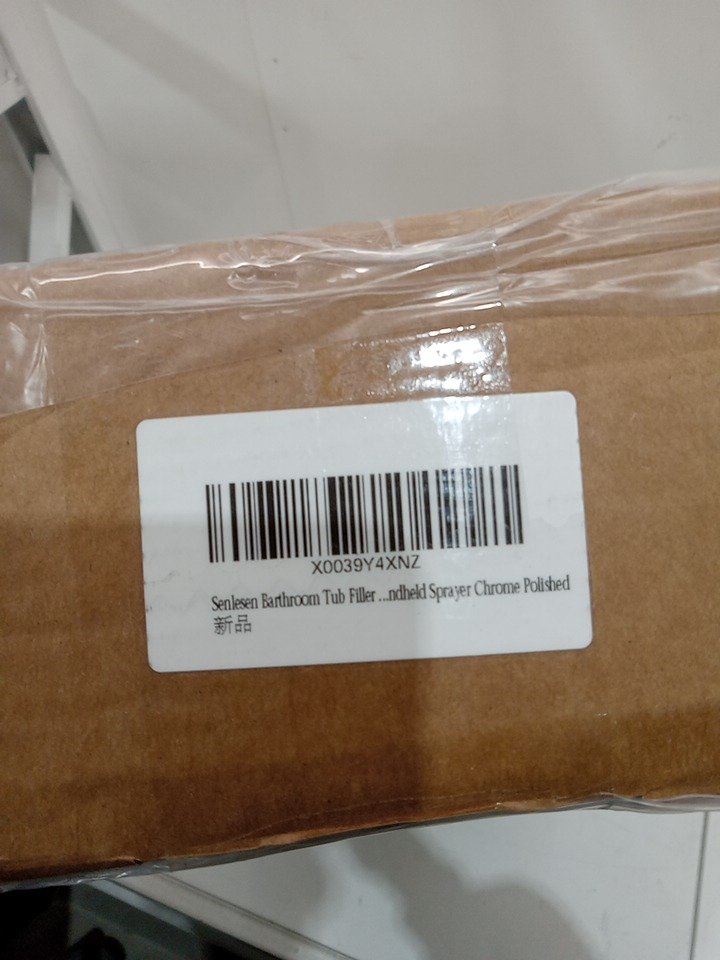 X0039Y4XNZ
Senlesen Barthroom Tub Filler ...ndheld Sprayer Chrome Polished
新品